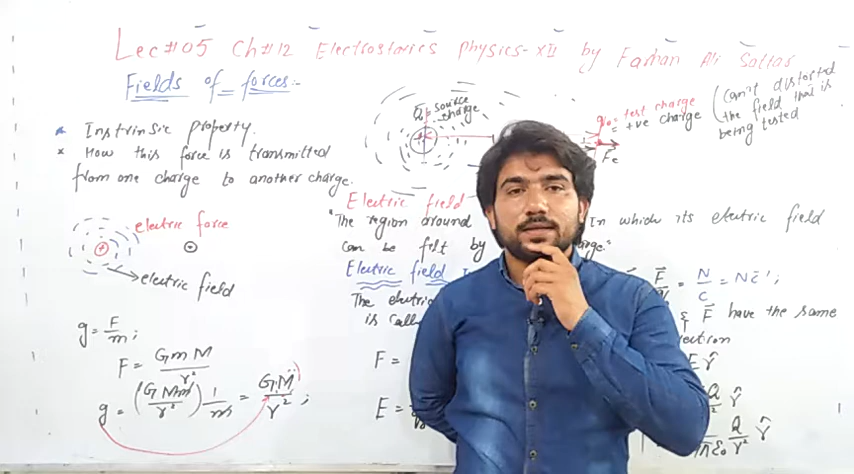 Lec #05 Ch#12 Electrostatics Physics-XII by Farhan Ali Sattar
Fields of forces:-
* Instrinsic property.
* How this force is transmitted
from one charge to another charge.
electric force
+
+
electric field
g = F/m;
F = GmM/r²
g = (GMm/r²) 1/m = GM/r² ;
source
charge
q₀ = test charge
= +ve charge
(Can't distorted
the field that is
being tested
Fe
Electric field
"The region around
In which its electric field
can be felt by
Electric field
The electric
is call
F/
= N/C = NC⁻¹;
& F have the same
F =
E r̂
E =
Q/ r̂
Q/r² r̂